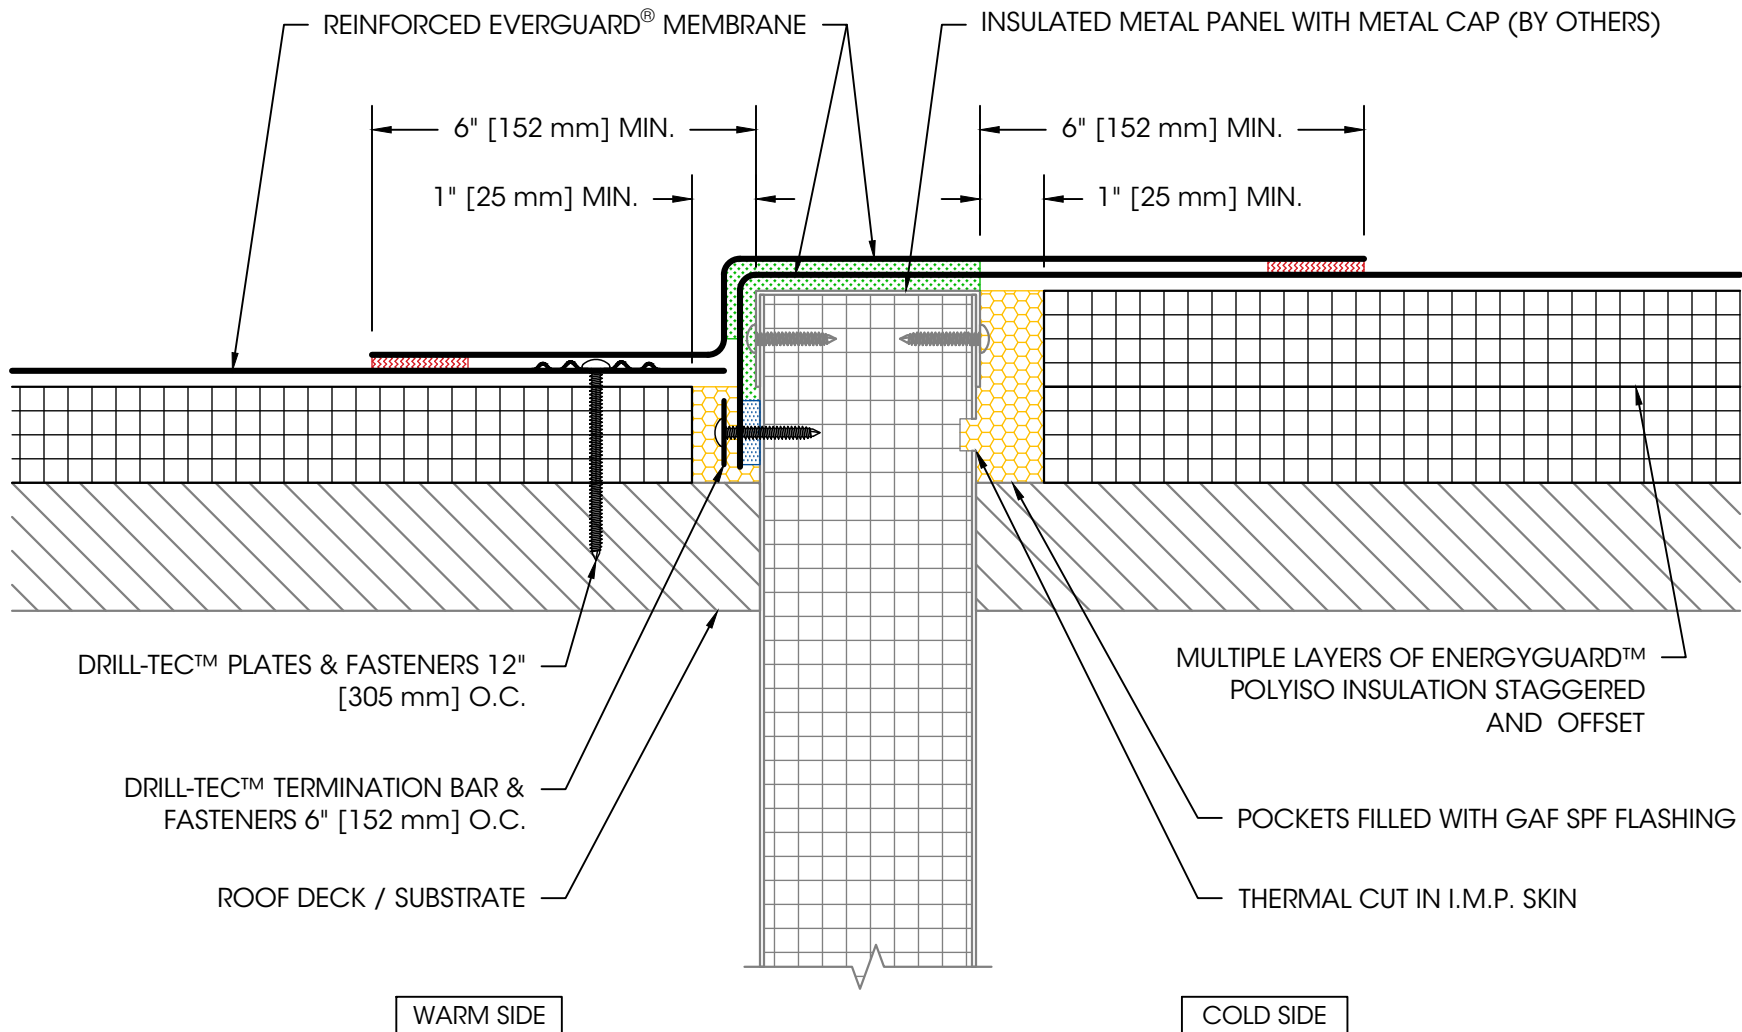 REINFORCED EVERGUARD® MEMBRANE
INSULATED METAL PANEL WITH METAL CAP (BY OTHERS)
6" [152 mm] MIN.
6" [152 mm] MIN.
1" [25 mm] MIN.
1" [25 mm] MIN.
DRILL-TEC™ PLATES & FASTENERS 12"
[305 mm] O.C.
DRILL-TEC™ TERMINATION BAR &
FASTENERS 6" [152 mm] O.C.
ROOF DECK / SUBSTRATE
MULTIPLE LAYERS OF ENERGYGUARD™
POLYISO INSULATION STAGGERED
AND OFFSET
POCKETS FILLED WITH GAF SPF FLASHING
THERMAL CUT IN I.M.P. SKIN
WARM SIDE
COLD SIDE